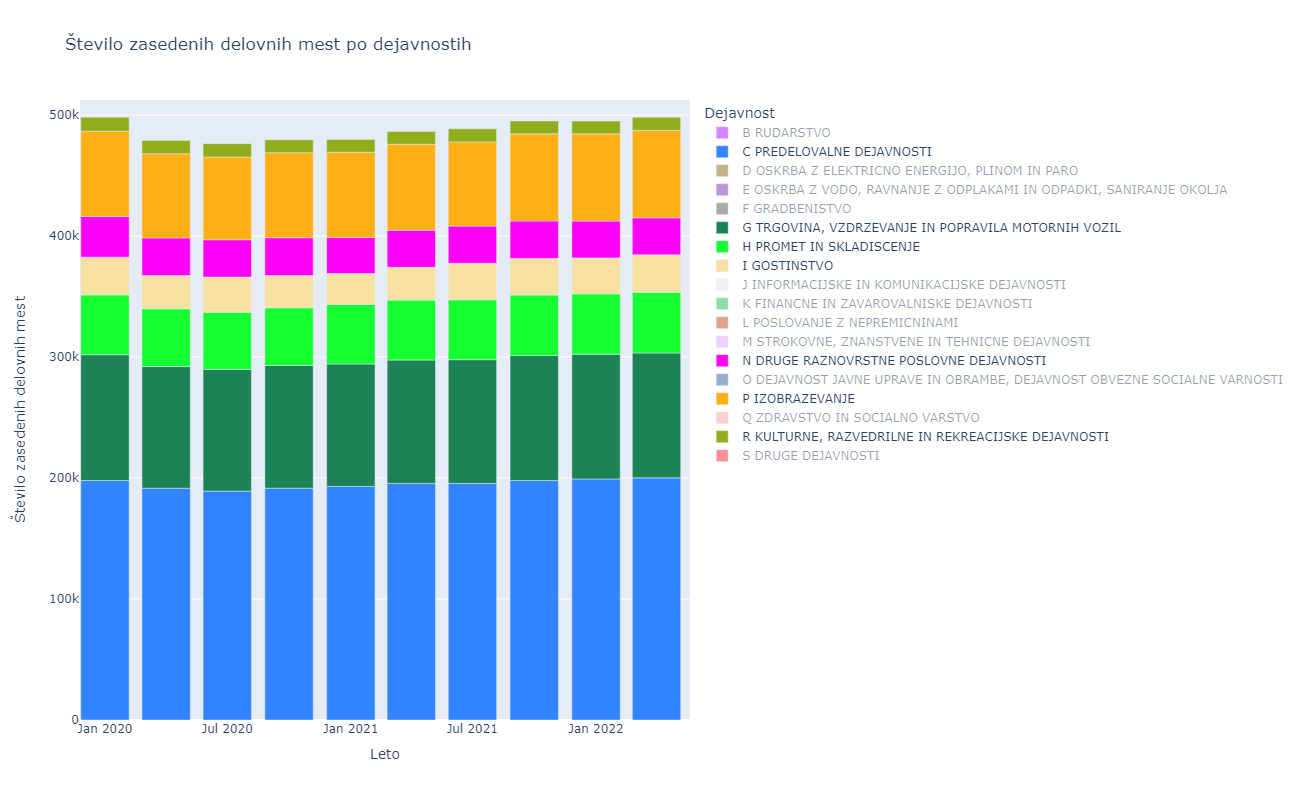 Število zasedenih delovnih mest po dejavnostih
Število zasedenih delovnih mest
500k
400k
300k
200k
100k
0
Jan 2020
Jul 2020
Jan 2021
Jul 2021
Jan 2022
Leto
Dejavnost
B RUDARSTVO
C PREDELOVALNE DEJAVNOSTI
D OSKRBA Z ELEKTRICNO ENERGIJO, PLINOM IN PARO
E OSKRBA Z VODO, RAVNANJE Z ODPLAKAMI IN ODPADKI, SANIRANJE OKOLJA
F GRADBENISTVO
G TRGOVINA, VZDRZEVANJE IN POPRAVILA MOTORNIH VOZIL
H PROMET IN SKLADISCENJE
I GOSTINSTVO
J INFORMACIJSKE IN KOMUNIKACIJSKE DEJAVNOSTI
K FINANCNE IN ZAVAROVALNISKE DEJAVNOSTI
L POSLOVANJE Z NEPREMICNINAMI
M STROKOVNE, ZNANSTVENE IN TEHNICNE DEJAVNOSTI
N DRUGE RAZNOVRSTNE POSLOVNE DEJAVNOSTI
O DEJAVNOST JAVNE UPRAVE IN OBRAMBE, DEJAVNOST OBVEZNE SOCIALNE VARNOSTI
P IZOBRAZEVANJE
Q ZDRAVSTVO IN SOCIALNO VARSTVO
R KULTURNE, RAZVEDRILNE IN REKREACIJSKE DEJAVNOSTI
S DRUGE DEJAVNOSTI